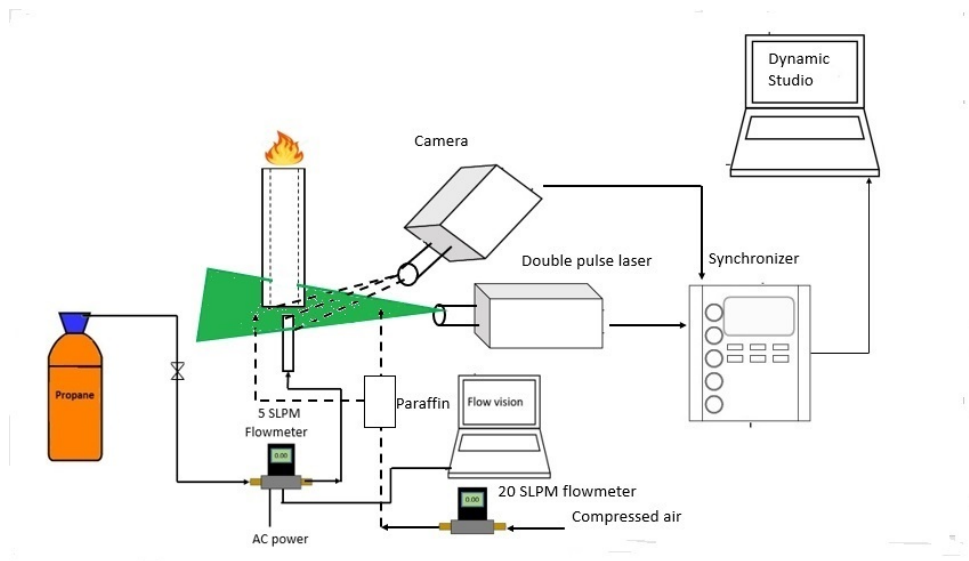 Dynamic
Studio
Camera
Double pulse laser
Synchronizer
Propane
5 SLPM
Flowmeter
0.00
Paraffin
Flow vision
20 SLPM flowmeter
0.00
Compressed air
AC power